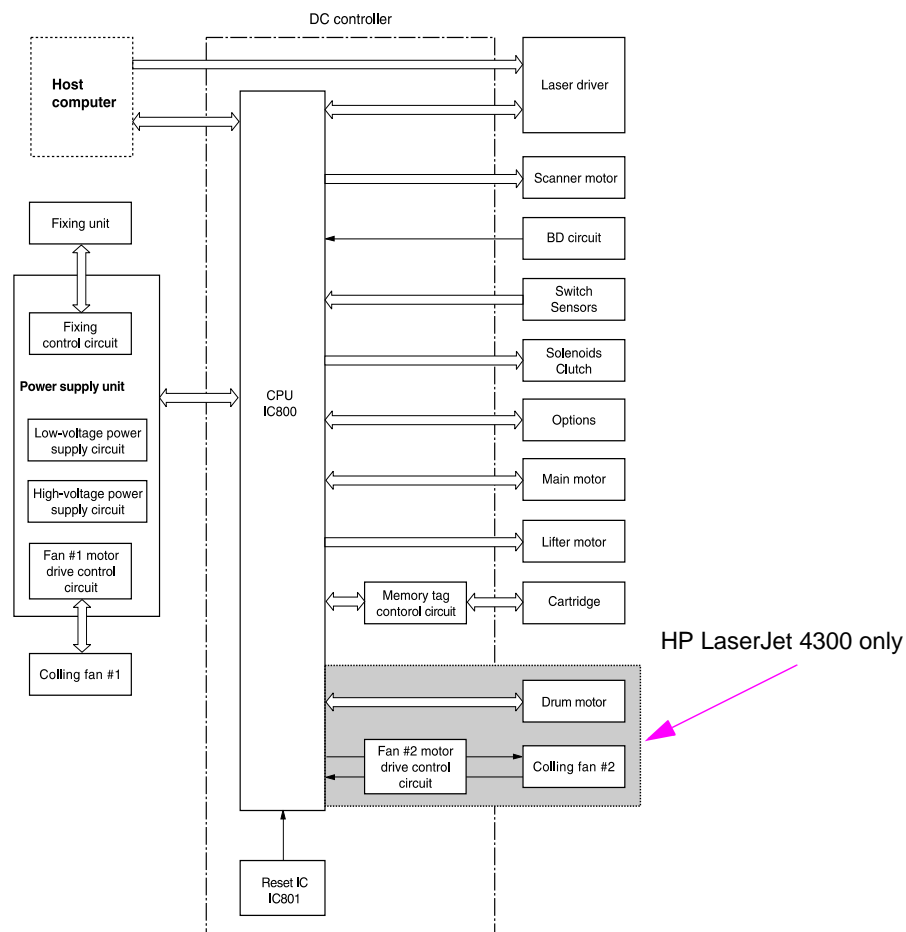 DC controller
Host
computer
Laser driver
Scanner motor
Fixing unit
BD circuit
Switch
Sensors
Fixing
control circuit
Solenoids
Clutch
Power supply unit
CPU
IC800
Options
Low-voltage power
supply circuit
Main motor
High-voltage power
supply circuit
Lifter motor
Fan #1 motor
drive control
circuit
Memory tag
contorol circuit
Cartridge
HP LaserJet 4300 only
Colling fan #1
Drum motor
Fan #2 motor
drive control
circuit
Colling fan #2
Reset IC
IC801